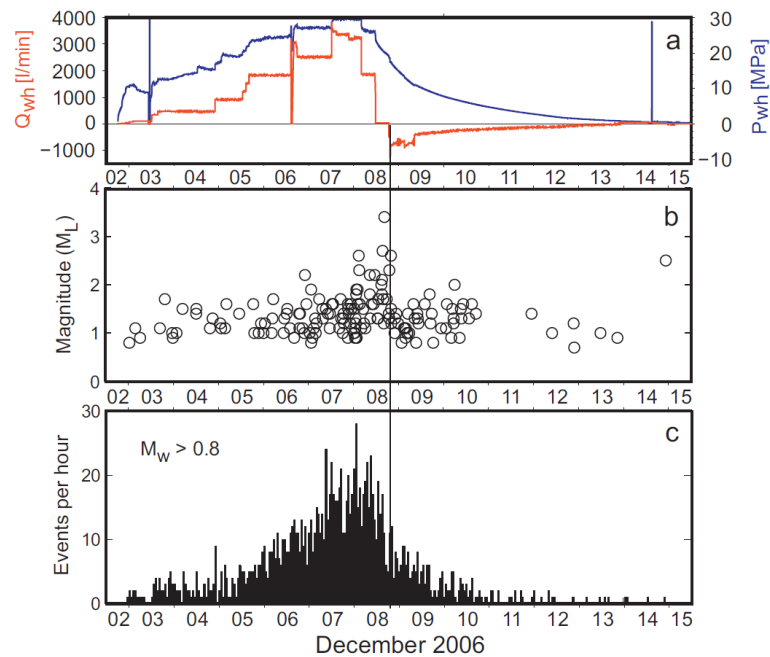 4000
3000
2000
1000
0
−1000
Qwh [l/min]
30
20
10
0
−10
Pwh [MPa]
a
02 03 04 05 06 07 08 09 10 11 12 13 14 15
4
3
2
1
0
Magnitude (ML)
b
02 03 04 05 06 07 08 09 10 11 12 13 14 15
30
20
10
0
Events per hour
Mw > 0.8
c
02 03 04 05 06 07 08 09 10 11 12 13 14 15
December 2006